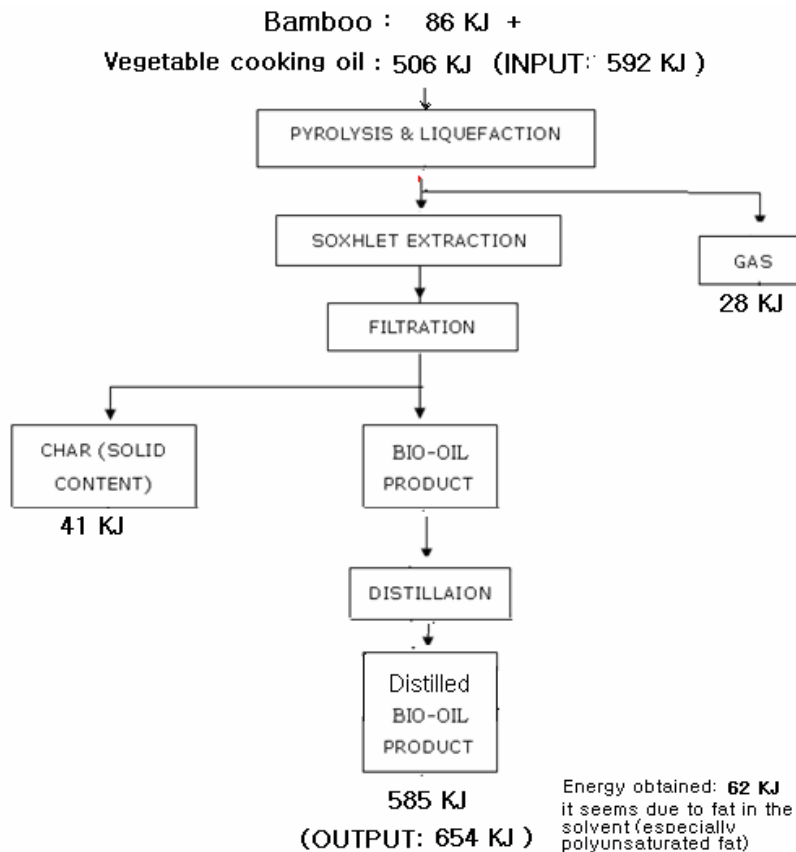 Bamboo : 86 KJ +
Vegetable cooking oil : 506 KJ (INPUT: 592 KJ )
PYROLYSIS & LIQUEFACTION
SOXHLET EXTRACTION
GAS
28 KJ
FILTRATION
CHAR (SOLID
CONTENT)
41 KJ
BIO-OIL
PRODUCT
DISTILLAION
Distilled
BIO-OIL
PRODUCT
585 KJ
(OUTPUT: 654 KJ )
Energy obtained: 62 KJ
it seems due to fat in the
solvent (especially
polyunsaturated fat)